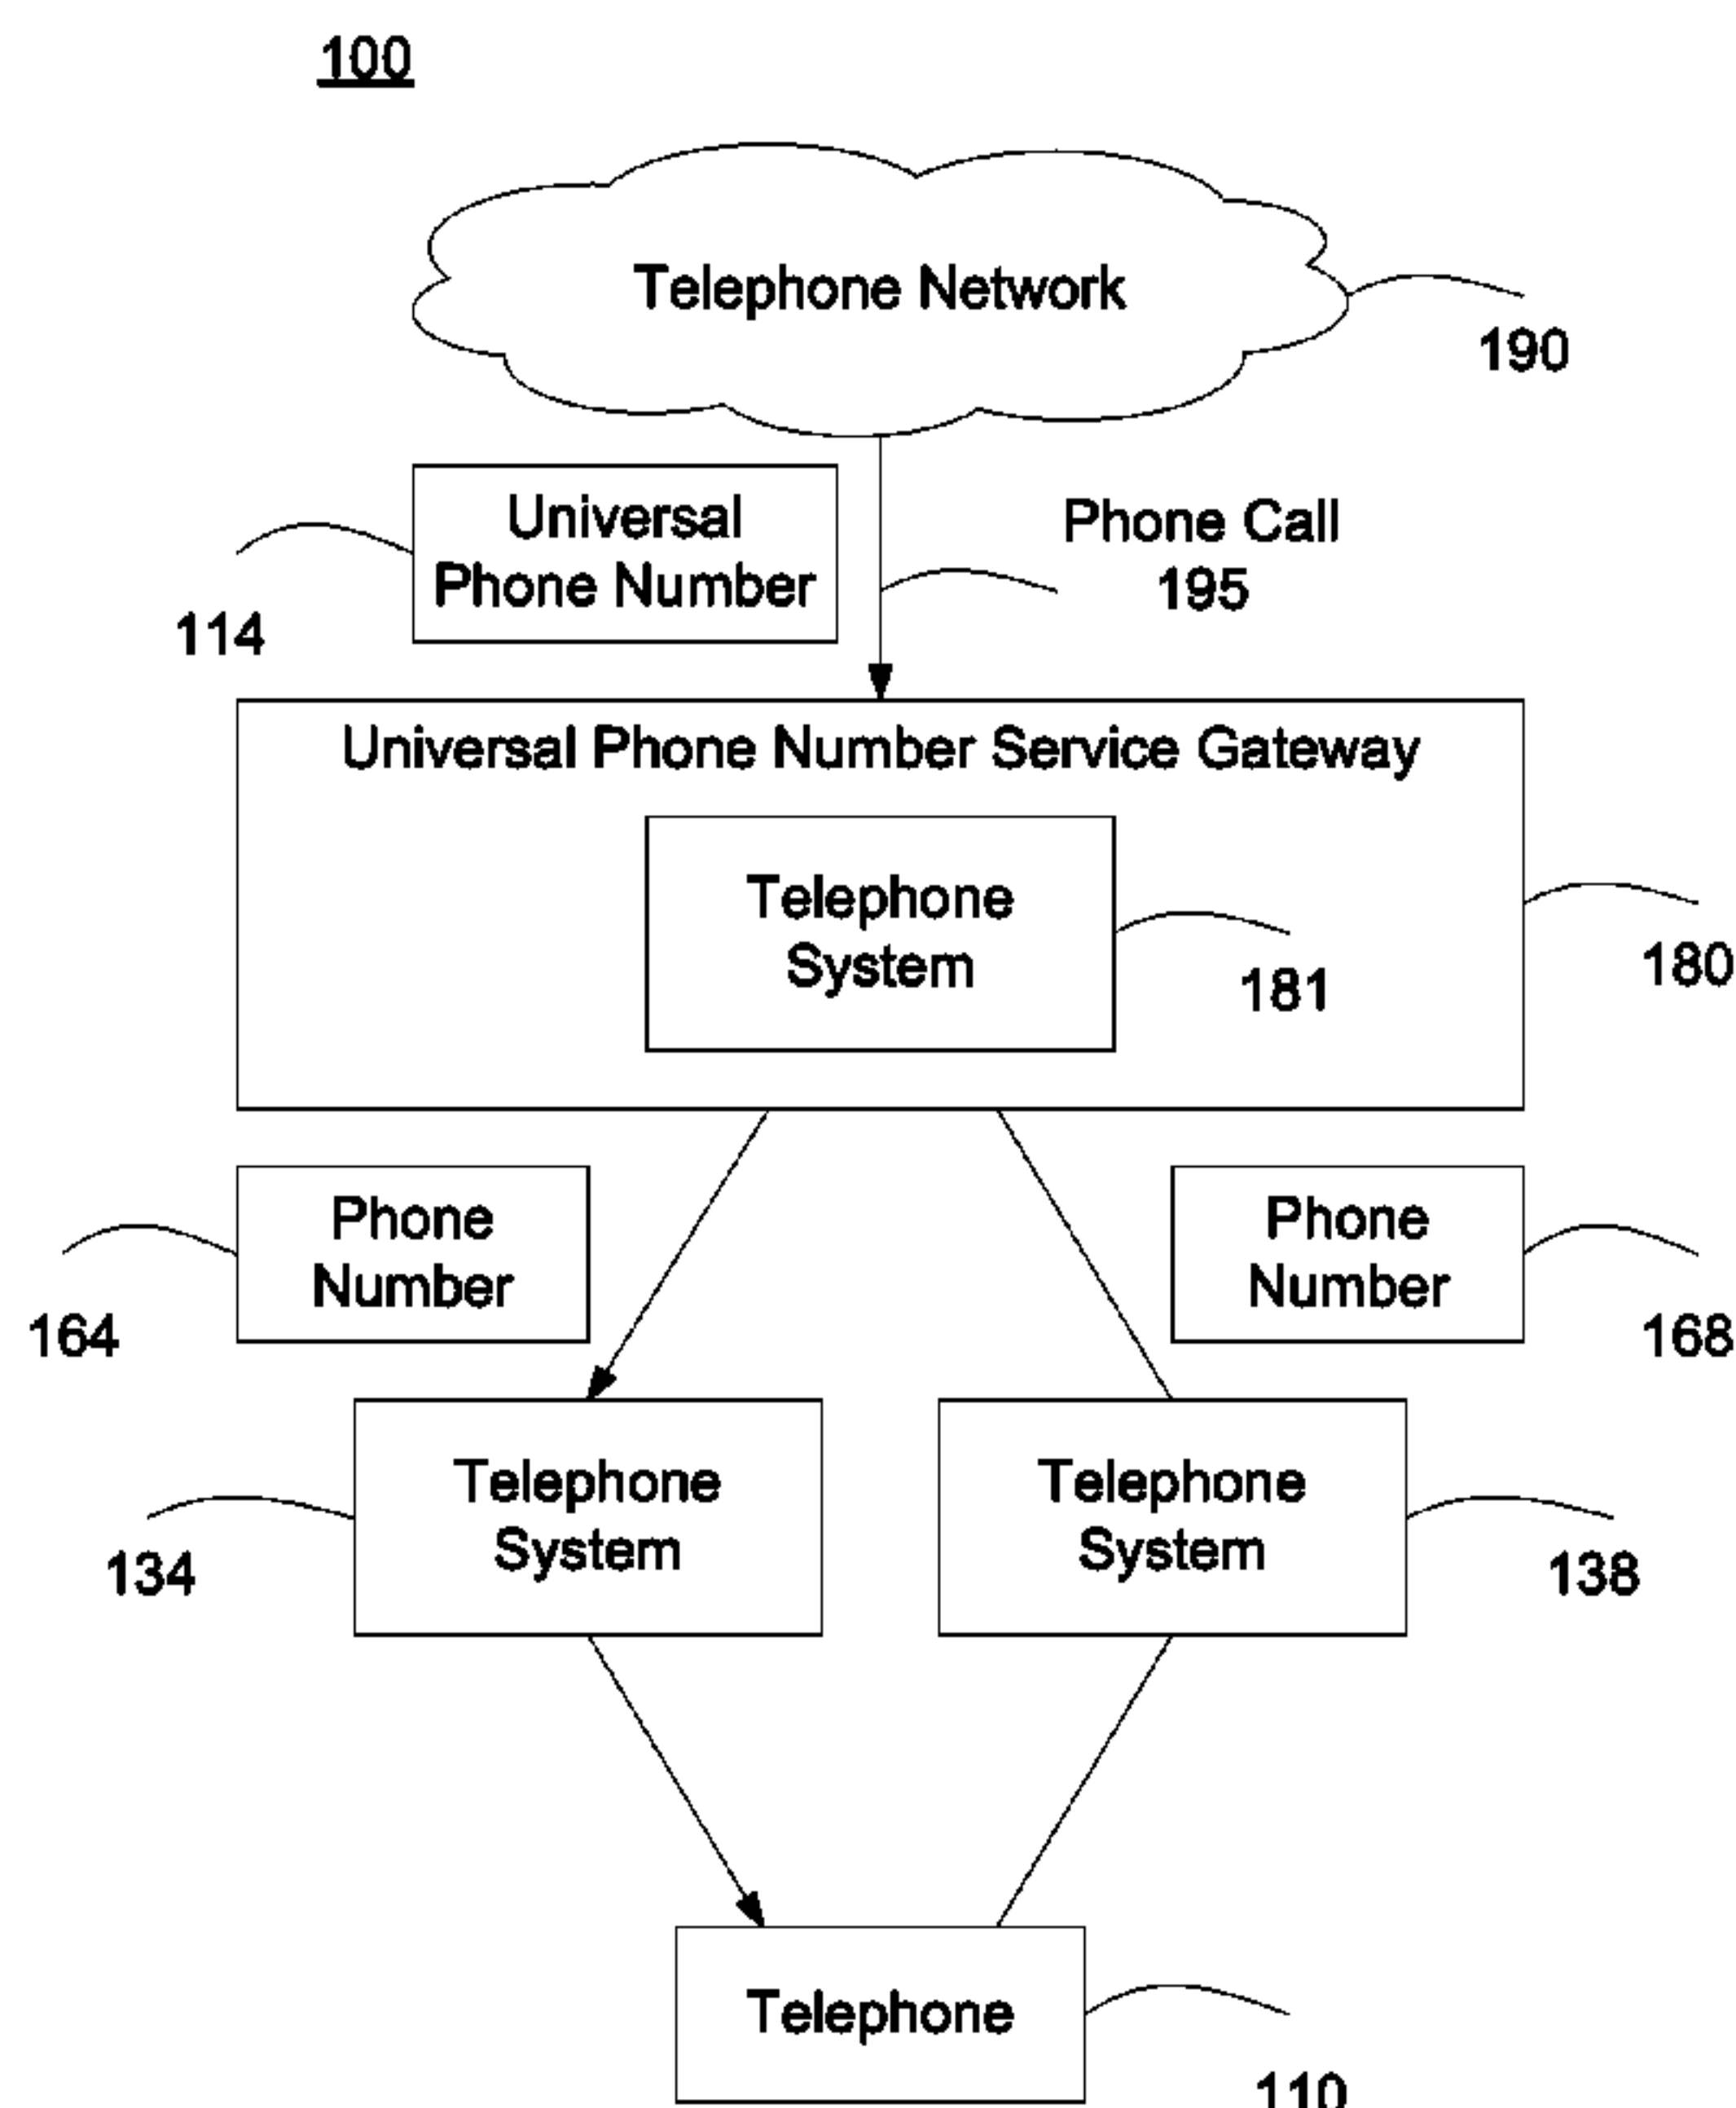 100
Telephone Network
190
Universal
Phone Number
114
Phone Call
195
Universal Phone Number Service Gateway
Telephone
System
181
180
Phone
Number
164
Phone
Number
168
Telephone
System
134
Telephone
System
138
Telephone
110